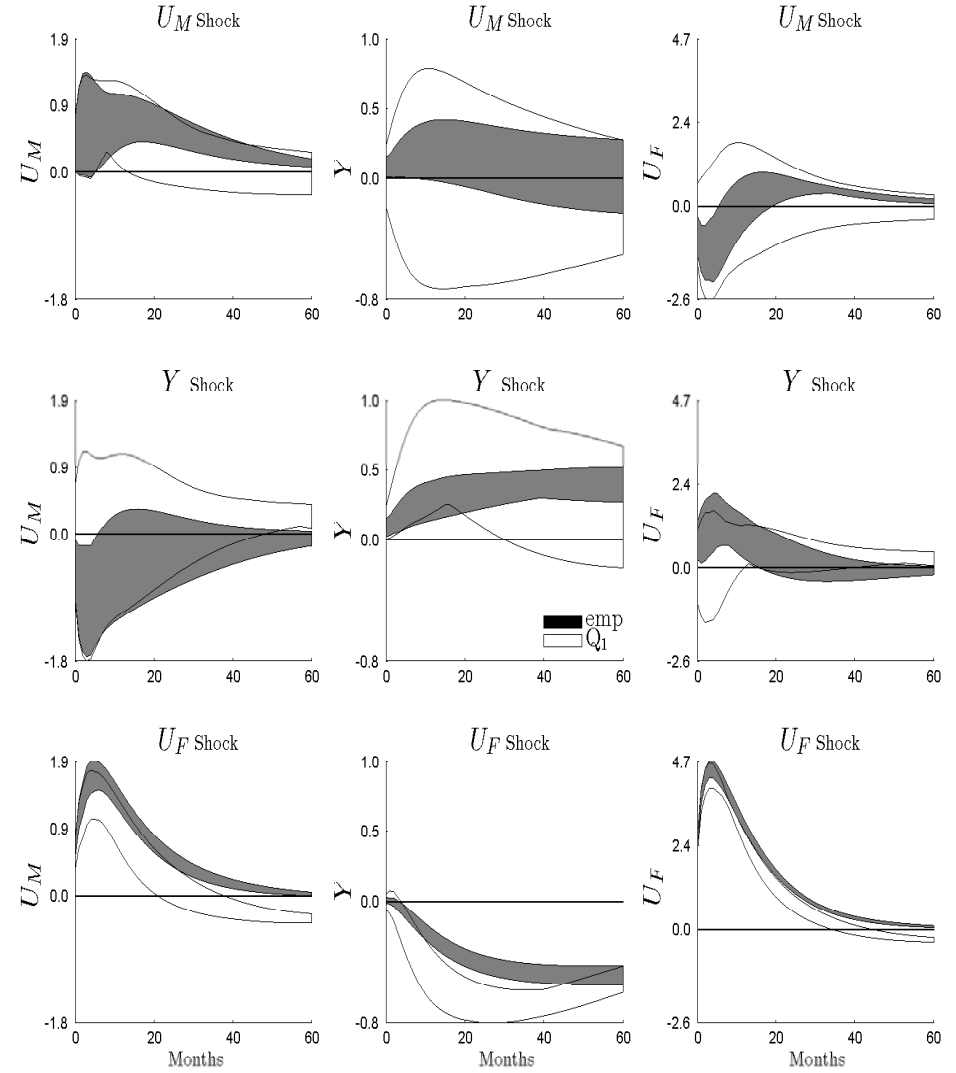 U_M Shock U_M Shock U_F Shock
1.9 1.0 4.7
0.9 0.5 2.4
U_M 0.0 Y 0.0 U_F 0.0
-1.8 -0.8 -2.6
0 20 40 60 0 20 40 60 0 20 40 60
Y Shock Y Shock Y Shock
1.9 1.0 4.7
0.9 0.5 2.4
U_M 0.0 Y 0.0 U_F 0.0
emp
Q_1
-1.8 -0.8 -2.6
0 20 40 60 0 20 40 60 0 20 40 60
U_F Shock U_F Shock U_F Shock
1.9 1.0 4.7
0.9 0.5 2.4
U_M 0.0 Y 0.0 U_F 0.0
-1.8 -0.8 -2.6
0 20 40 60 0 20 40 60 0 20 40 60
Months Months Months